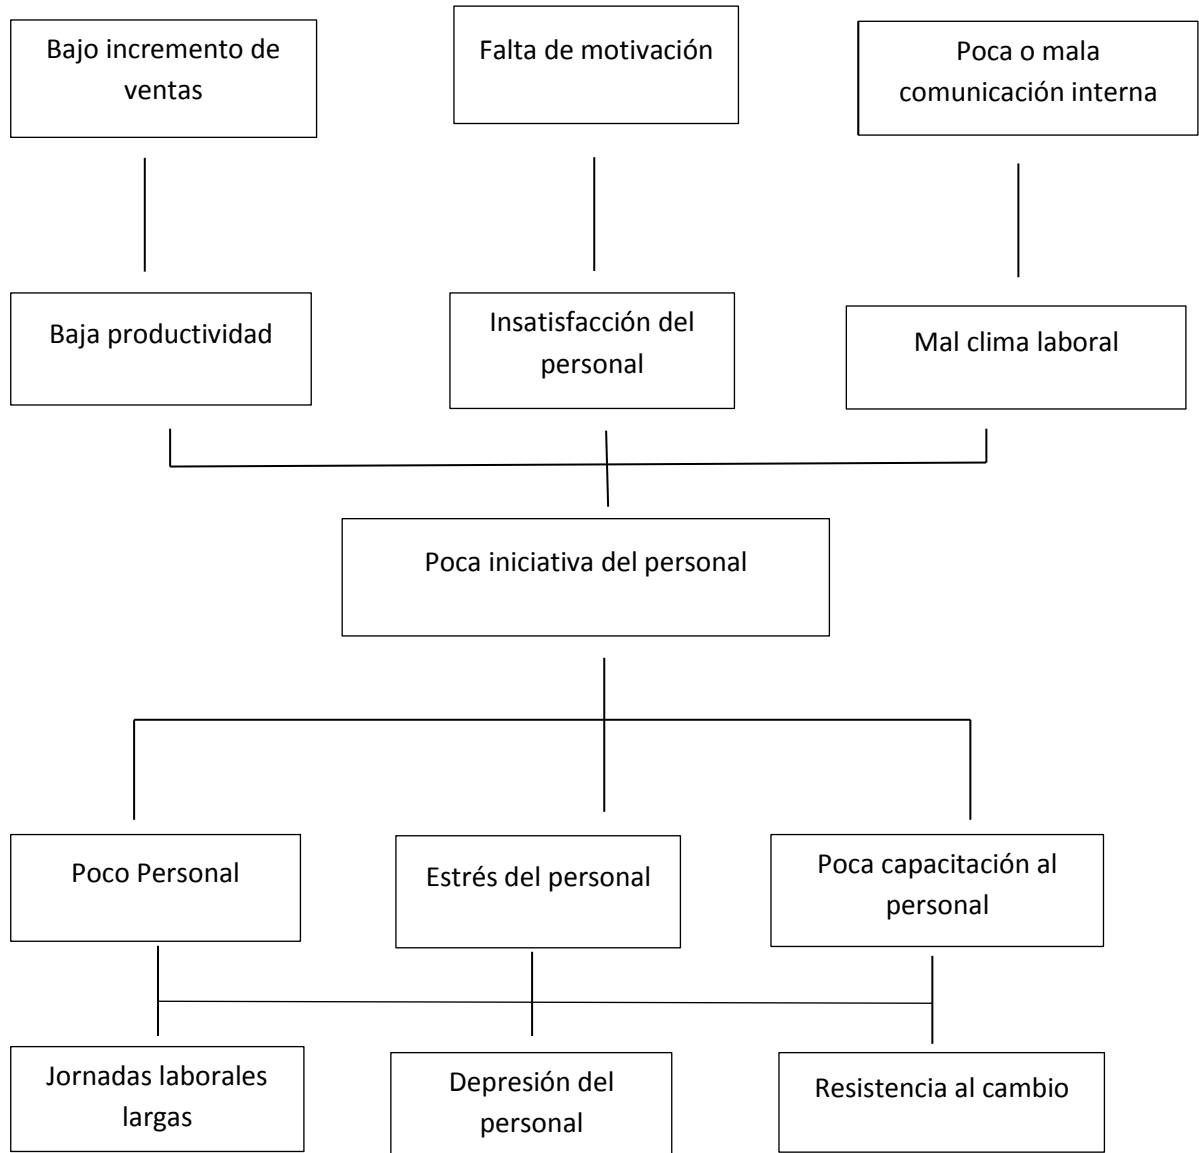 Bajo incremento de
ventas
Falta de motivación
Poca o mala
comunicación interna
Baja productividad
Insatisfacción del
personal
Mal clima laboral
Poca iniciativa del personal
Poco Personal
Estrés del personal
Poca capacitación al
personal
Jornadas laborales
largas
Depresión del
personal
Resistencia al cambio